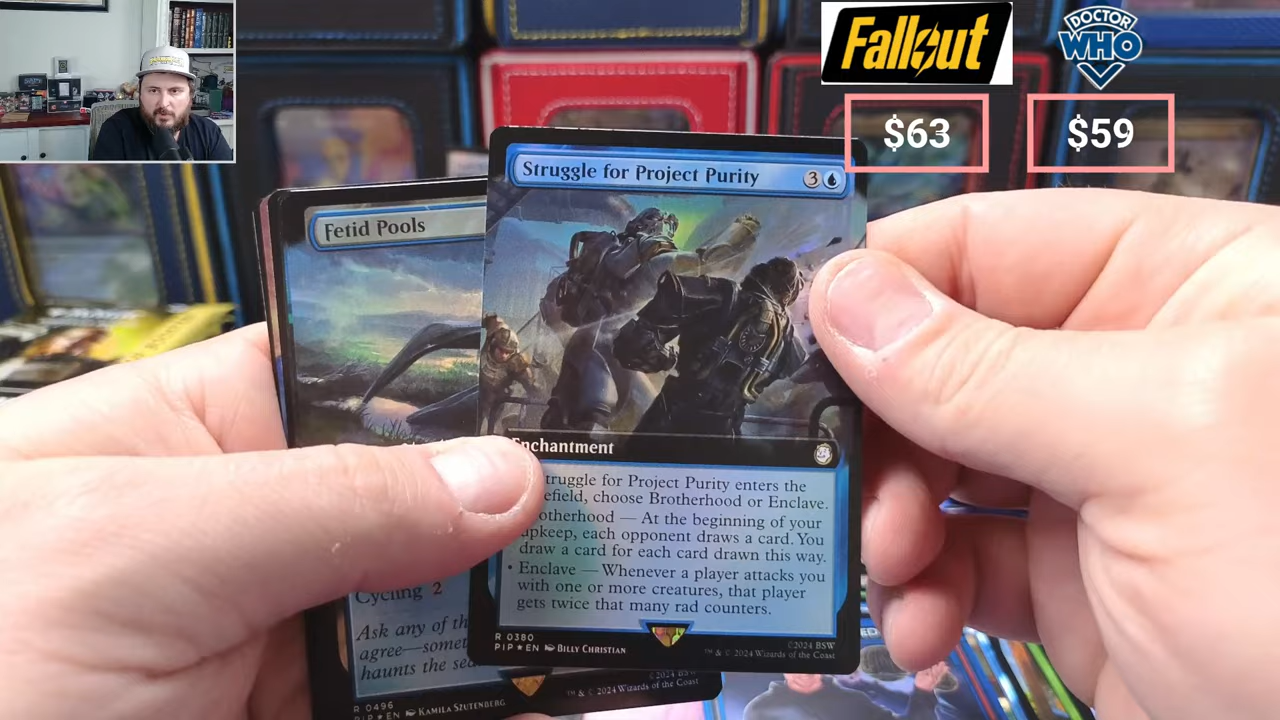 Fallout
DOCTOR
WHO
$63
$59
Struggle for Project Purity
3
Fetid Pools
Enchantment
truggle for Project Purity enters the
efield, choose Brotherhood or Enclave.
otherhood — At the beginning of your
upkeep, each opponent draws a card. You
draw a card for each card drawn this way.
• Enclave — Whenever a player attacks you
with one or more creatures, that player
gets twice that many rad counters.
R 0380
PIP★EN BILLY CHRISTIAN
©2024 BSW
™ & © 2024 Wizards of the Coast
Cycling 2
Ask any of th
agree—somet
haunts the sea
R 0496
PIP★EN KAMILA SZUTENBERG
©2024 BSW
™ & © 2024 Wizards of the Coast